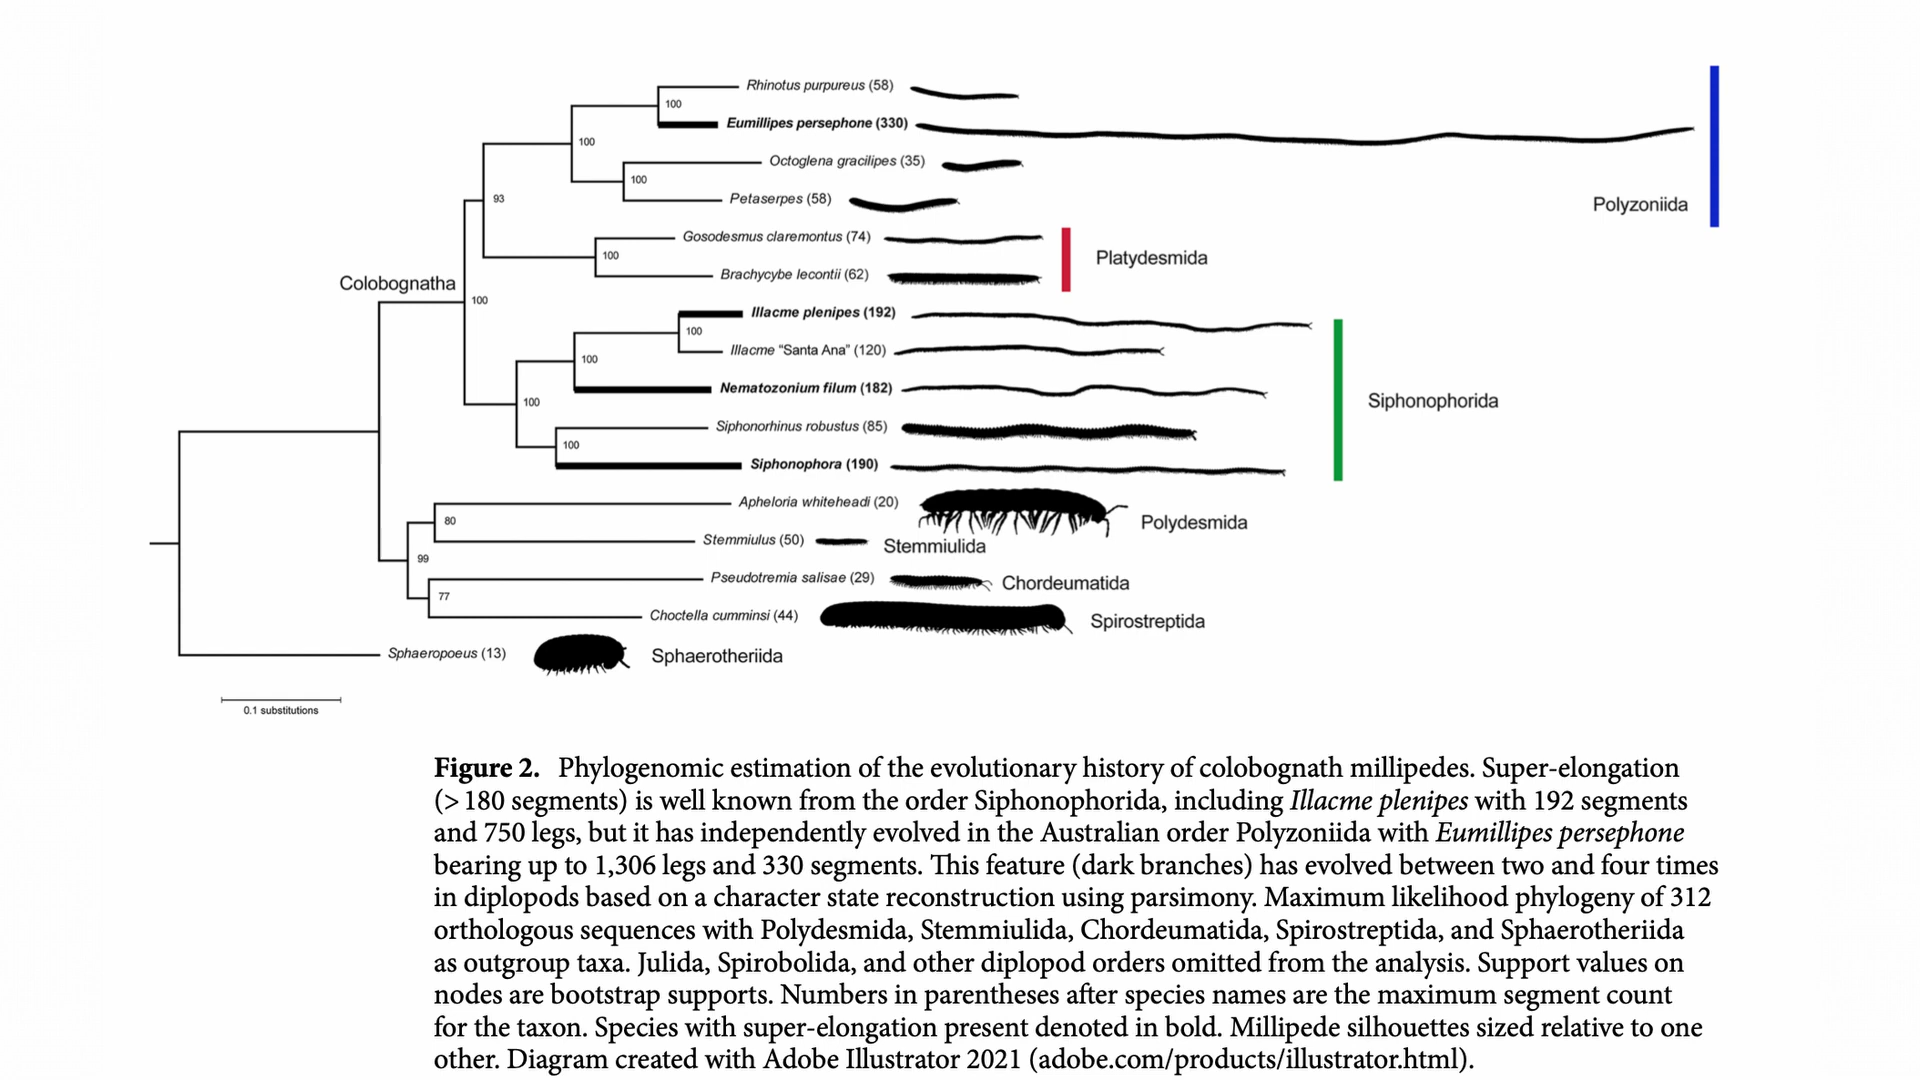 Rhinotus purpureus (58)
100
Eumillipes persephone (330)
100
Octoglena gracilipes (35)
100
Petaserpes (58)
93
Polyzoniida
Gosodesmus claremontus (74)
100
Platydesmida
Brachycybe lecontii (62)
Colobognatha
100
Illacme plenipes (192)
100
Illacme “Santa Ana” (120)
100
Nematozonium filum (182)
100
Siphonophorida
Siphonorhinus robustus (85)
100
Siphonophora (190)
Apheloria whiteheadi (20)
80
Polydesmida
Stemmiulus (50)
Stemmiulida
99
Pseudotremia salisae (29)
Chordeumatida
77
Choctella cumminsi (44)
Spirostreptida
Sphaeropoeus (13)
Sphaerotheriida
0.1 substitutions
Figure 2. Phylogenomic estimation of the evolutionary history of colobognath millipedes. Super-elongation
(> 180 segments) is well known from the order Siphonophorida, including Illacme plenipes with 192 segments
and 750 legs, but it has independently evolved in the Australian order Polyzoniida with Eumillipes persephone
bearing up to 1,306 legs and 330 segments. This feature (dark branches) has evolved between two and four times
in diplopods based on a character state reconstruction using parsimony. Maximum likelihood phylogeny of 312
orthologous sequences with Polydesmida, Stemmiulida, Chordeumatida, Spirostreptida, and Sphaerotheriida
as outgroup taxa. Julida, Spirobolida, and other diplopod orders omitted from the analysis. Support values on
nodes are bootstrap supports. Numbers in parentheses after species names are the maximum segment count
for the taxon. Species with super-elongation present denoted in bold. Millipede silhouettes sized relative to one
other. Diagram created with Adobe Illustrator 2021 (adobe.com/products/illustrator.html).